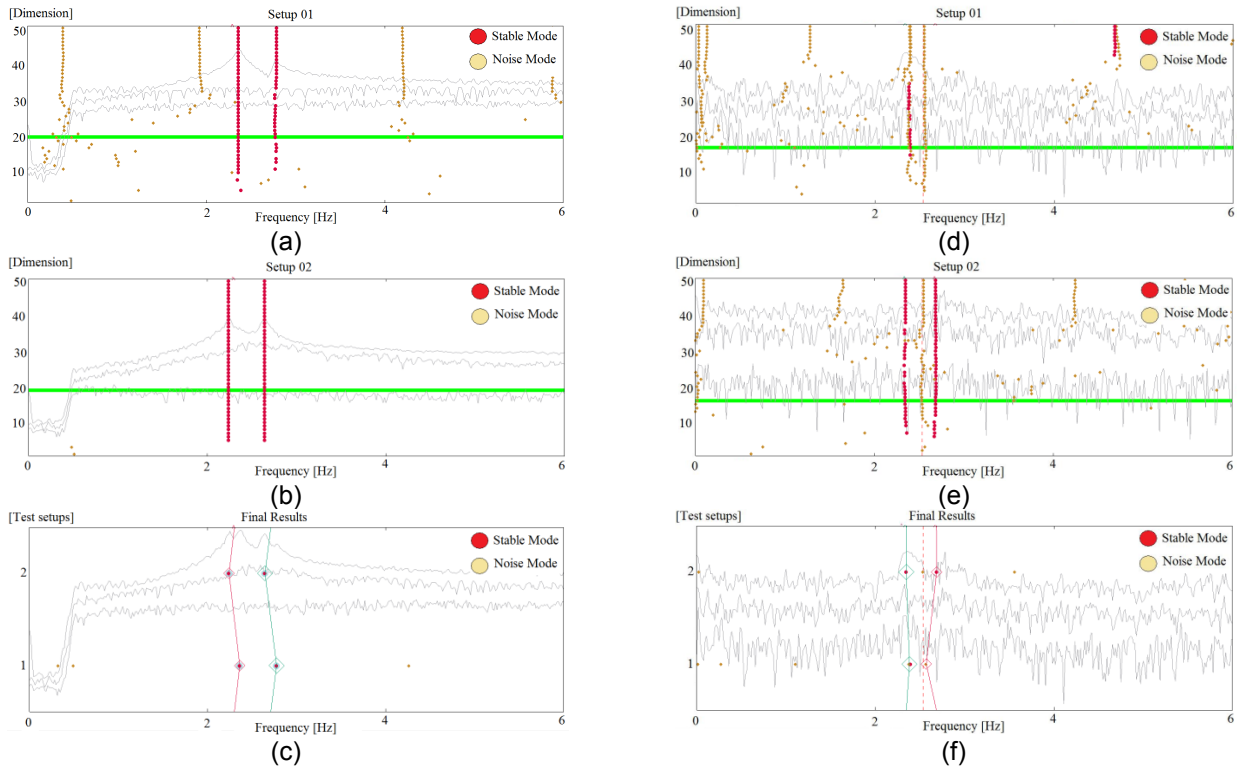 [Dimension]
Setup 01
Stable Mode
Noise Mode
50
40
30
20
10
0
2
4
6
Frequency [Hz]
(a)
[Dimension]
Setup 02
Stable Mode
Noise Mode
50
40
30
20
10
0
2
4
6
Frequency [Hz]
(b)
[Test setups]
Final Results
Stable Mode
Noise Mode
2
1
0
2
4
6
Frequency [Hz]
(c)
[Dimension]
Setup 01
Stable Mode
Noise Mode
50
40
30
20
10
0
2
4
6
Frequency [Hz]
(d)
[Dimension]
Setup 02
Stable Mode
Noise Mode
50
40
30
20
10
0
2
4
6
Frequency [Hz]
(e)
[Test setups]
Final Results
Stable Mode
Noise Mode
2
1
0
2
4
6
Frequency [Hz]
(f)